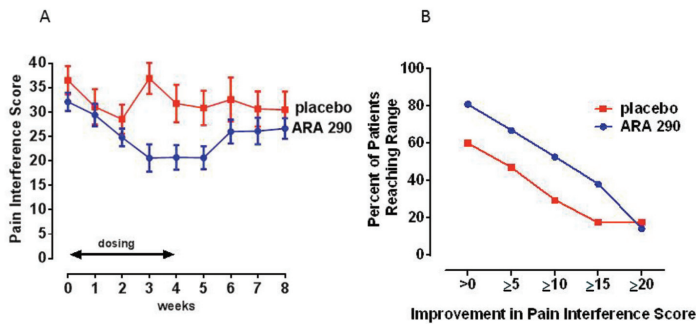 A
Pain Interference Score
40
35
30
25
20
15
10
5
0
placebo
ARA 290
dosing
0 1 2 3 4 5 6 7 8
weeks
B
Percent of Patients
Reaching Range
100
80
60
40
20
0
placebo
ARA 290
>0 ≥5 ≥10 ≥15 ≥20
Improvement in Pain Interference Score